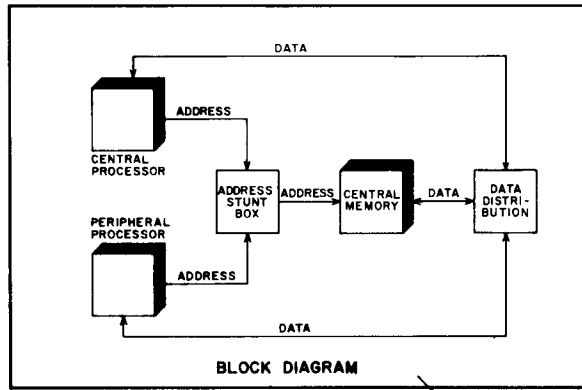 DATA
ADDRESS
CENTRAL
PROCESSOR
ADDRESS
STUNT
BOX
ADDRESS
CENTRAL
MEMORY
DATA
DATA
DISTRI-
BUTION
PERIPHERAL
PROCESSOR
ADDRESS
DATA
BLOCK DIAGRAM